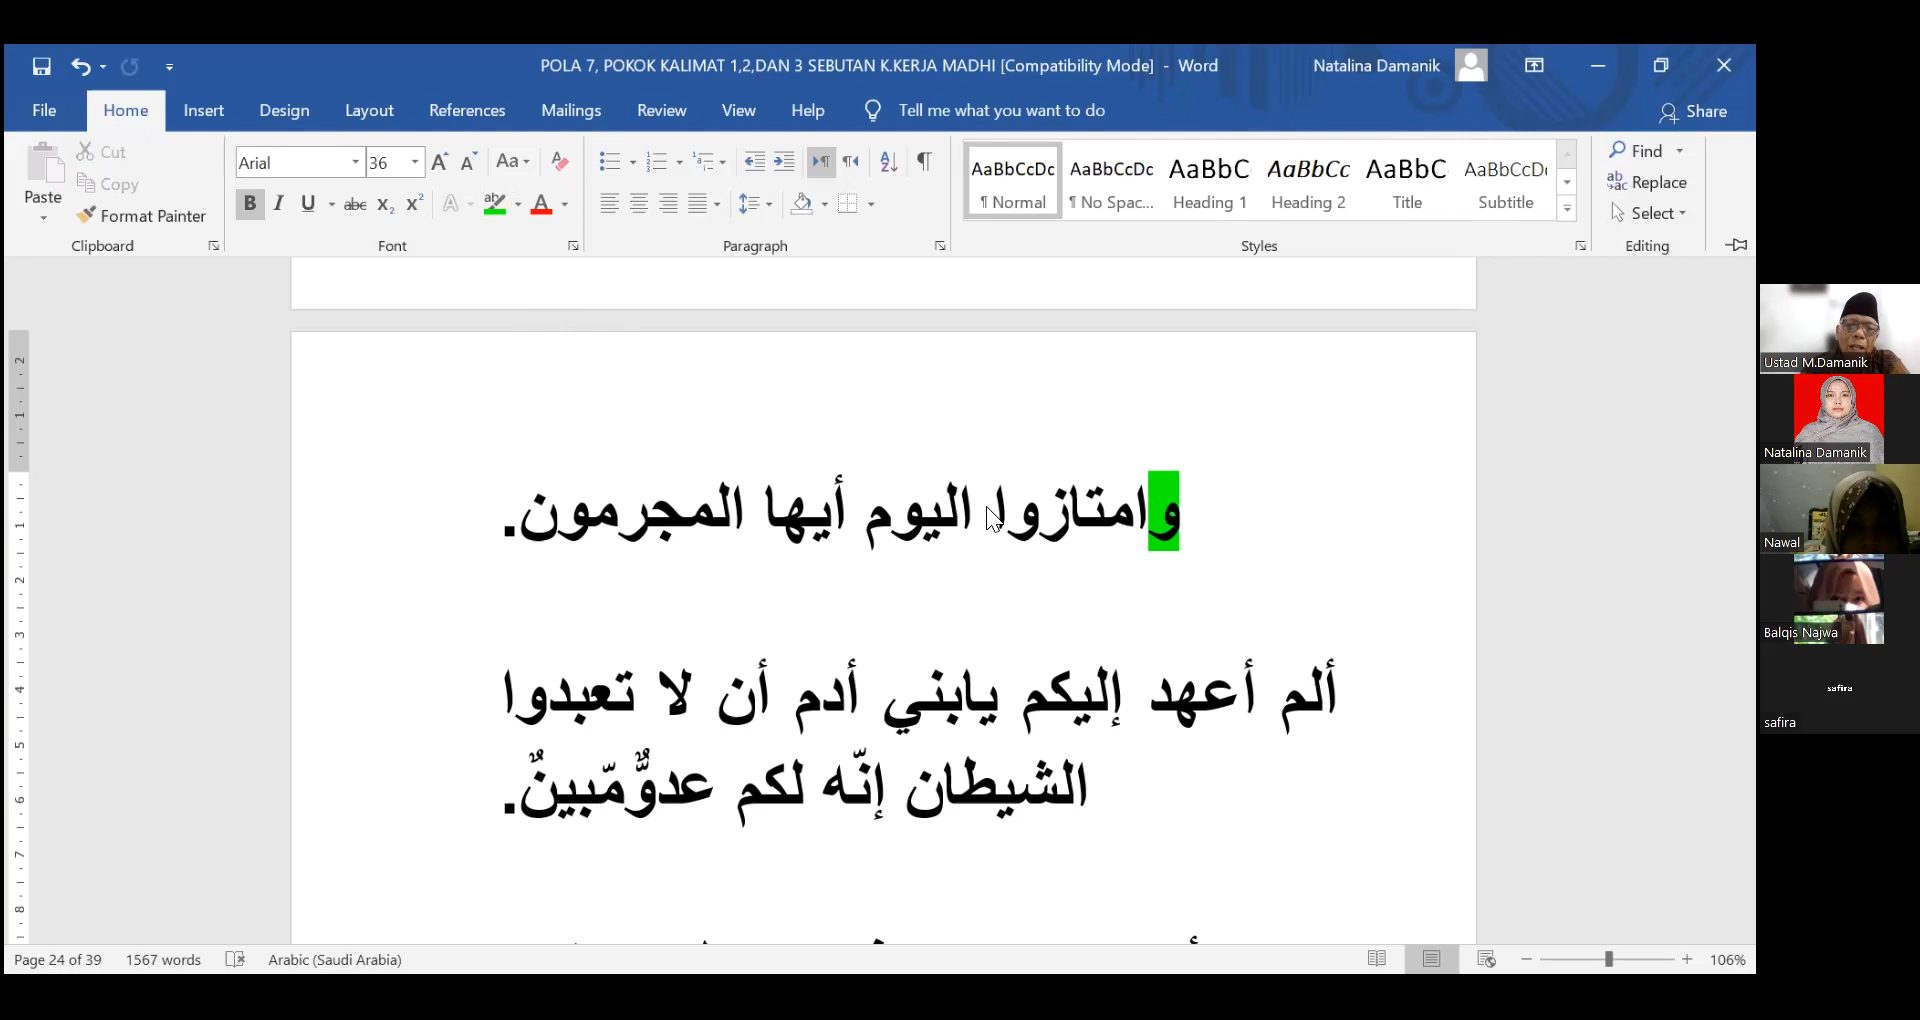 POLA 7, POKOK KALIMAT 1,2,DAN 3 SEBUTAN K.KERJA MADHI [Compatibility Mode] - Word
Natalina Damanik
File Home Insert Design Layout References Mailings Review View Help Tell me what you want to do
Share
Paste
Cut
Copy
Format Painter
Clipboard
Arial 36
Font
Paragraph
AaBbCcDc AaBbCcDc AaBbC AaBbCc AaBbC AaBbCcD
¶ Normal ¶ No Spac... Heading 1 Heading 2 Title Subtitle
Styles
Find
Replace
Select
Editing
وامتازوا اليوم أيها المجرمون.
ألم أعهد إليكم يابني أدم أن لا تعبدوا
الشيطان إنّه لكم عدوٌّ مّبينٌ.
Page 24 of 39 1567 words Arabic (Saudi Arabia) 106%
Ustad M.Damanik
Natalina Damanik
Nawal
Balqis Najwa
safira
safira